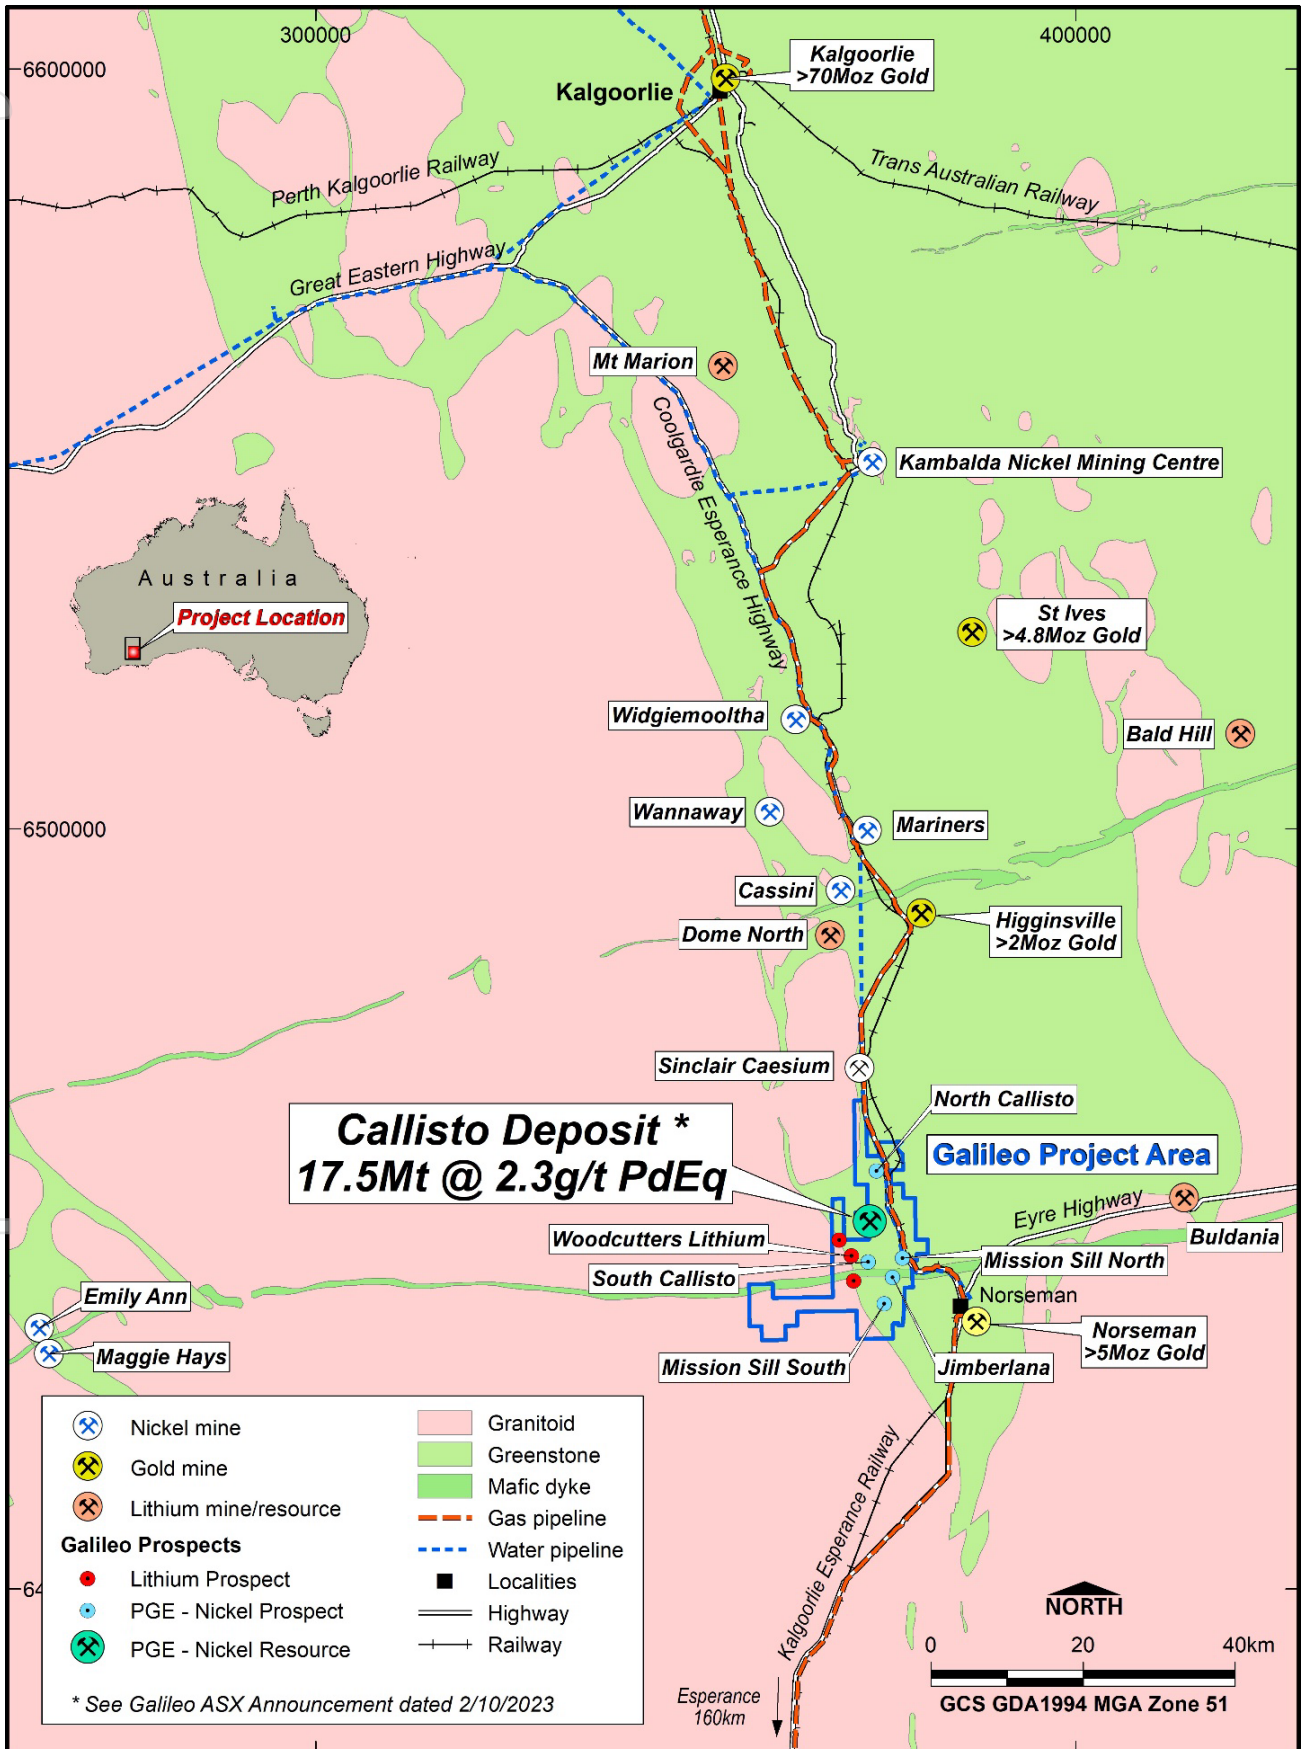 300000
400000
6600000
Kalgoorlie
>70Moz Gold
Kalgoorlie
Perth Kalgoorlie Railway
Trans Australian Railway
Great Eastern Highway
Mt Marion
Coolgardie Esperance Highway
Kambalda Nickel Mining Centre
Australia
Project Location
St Ives
>4.8Moz Gold
Widgiemooltha
Bald Hill
Wannaway
Mariners
6500000
Cassini
Dome North
Higginsville
>2Moz Gold
Sinclair Caesium
North Callisto
Callisto Deposit *
17.5Mt @ 2.3g/t PdEq
Galileo Project Area
Eyre Highway
Buldania
Woodcutters Lithium
South Callisto
Mission Sill North
Norseman
Emily Ann
Maggie Hays
Norseman
>5Moz Gold
Mission Sill South
Jimberlana
Nickel mine
Gold mine
Lithium mine/resource
Galileo Prospects
Lithium Prospect
PGE - Nickel Prospect
PGE - Nickel Resource
Granitoid
Greenstone
Mafic dyke
Gas pipeline
Water pipeline
Localities
Highway
Railway
* See Galileo ASX Announcement dated 2/10/2023
Kalgoorlie Esperance Railway
Esperance
160km
NORTH
0 20 40km
GCS GDA1994 MGA Zone 51